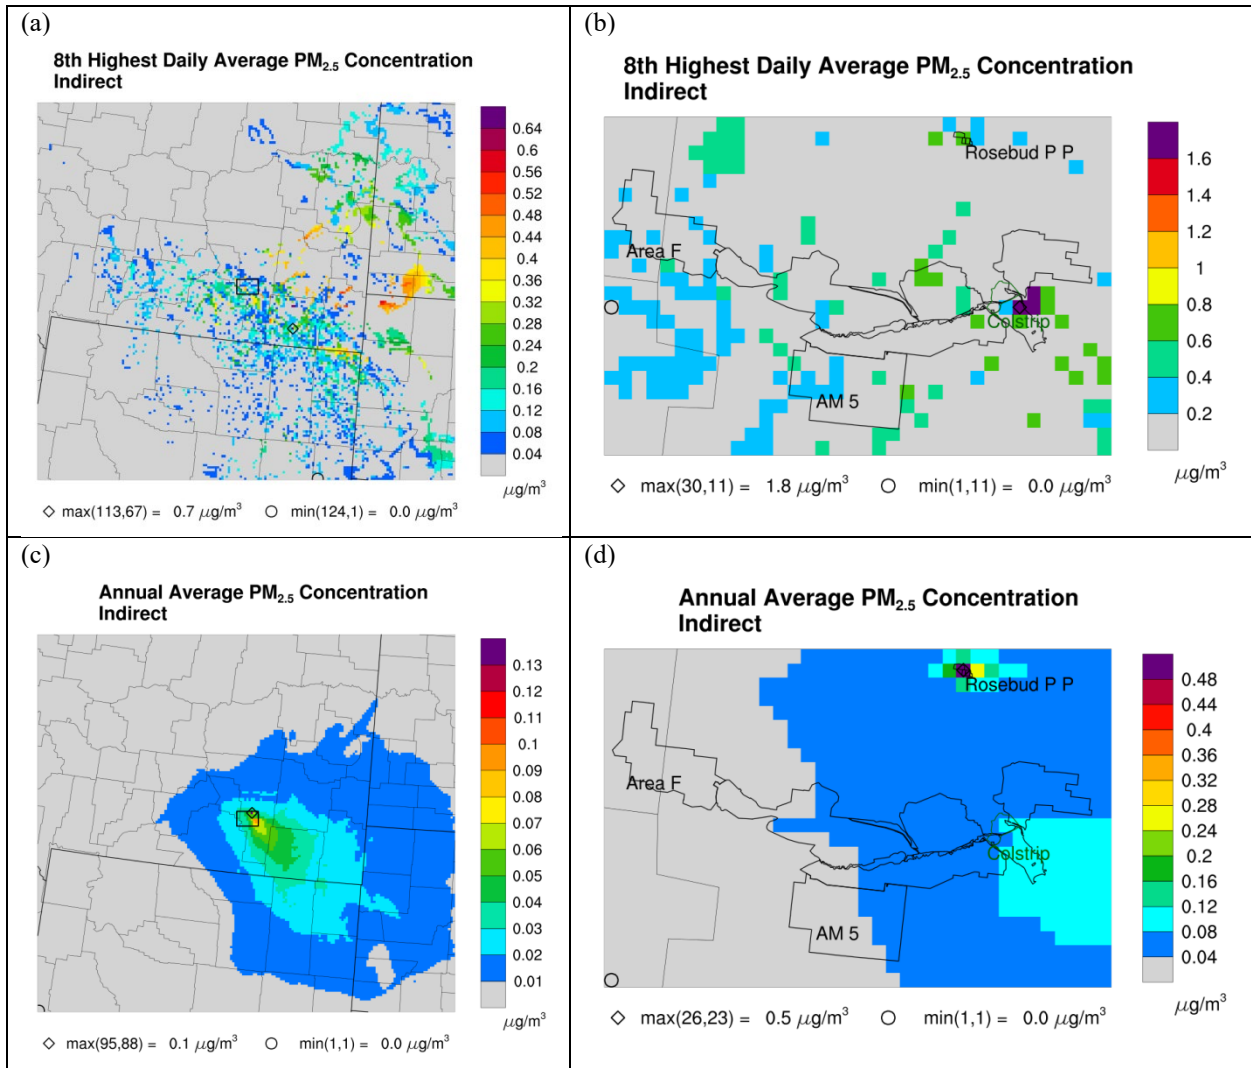 (a)
8th Highest Daily Average PM2.5 Concentration
Indirect
0.64
0.6
0.56
0.52
0.48
0.44
0.4
0.36
0.32
0.28
0.24
0.2
0.16
0.12
0.08
0.04
μg/m³
max(113,67) = 0.7 μg/m³ min(124,1) = 0.0 μg/m³
(b)
8th Highest Daily Average PM2.5 Concentration
Indirect
Rosebud P P
Area F
Colstrip
AM 5
1.6
1.4
1.2
1
0.8
0.6
0.4
0.2
μg/m³
max(30,11) = 1.8 μg/m³ min(1,11) = 0.0 μg/m³
(c)
Annual Average PM2.5 Concentration
Indirect
0.13
0.12
0.11
0.1
0.09
0.08
0.07
0.06
0.05
0.04
0.03
0.02
0.01
μg/m³
max(95,88) = 0.1 μg/m³ min(1,1) = 0.0 μg/m³
(d)
Annual Average PM2.5 Concentration
Indirect
Rosebud P P
Area F
Colstrip
AM 5
0.48
0.44
0.4
0.36
0.32
0.28
0.24
0.2
0.16
0.12
0.08
0.04
μg/m³
max(26,23) = 0.5 μg/m³ min(1,1) = 0.0 μg/m³